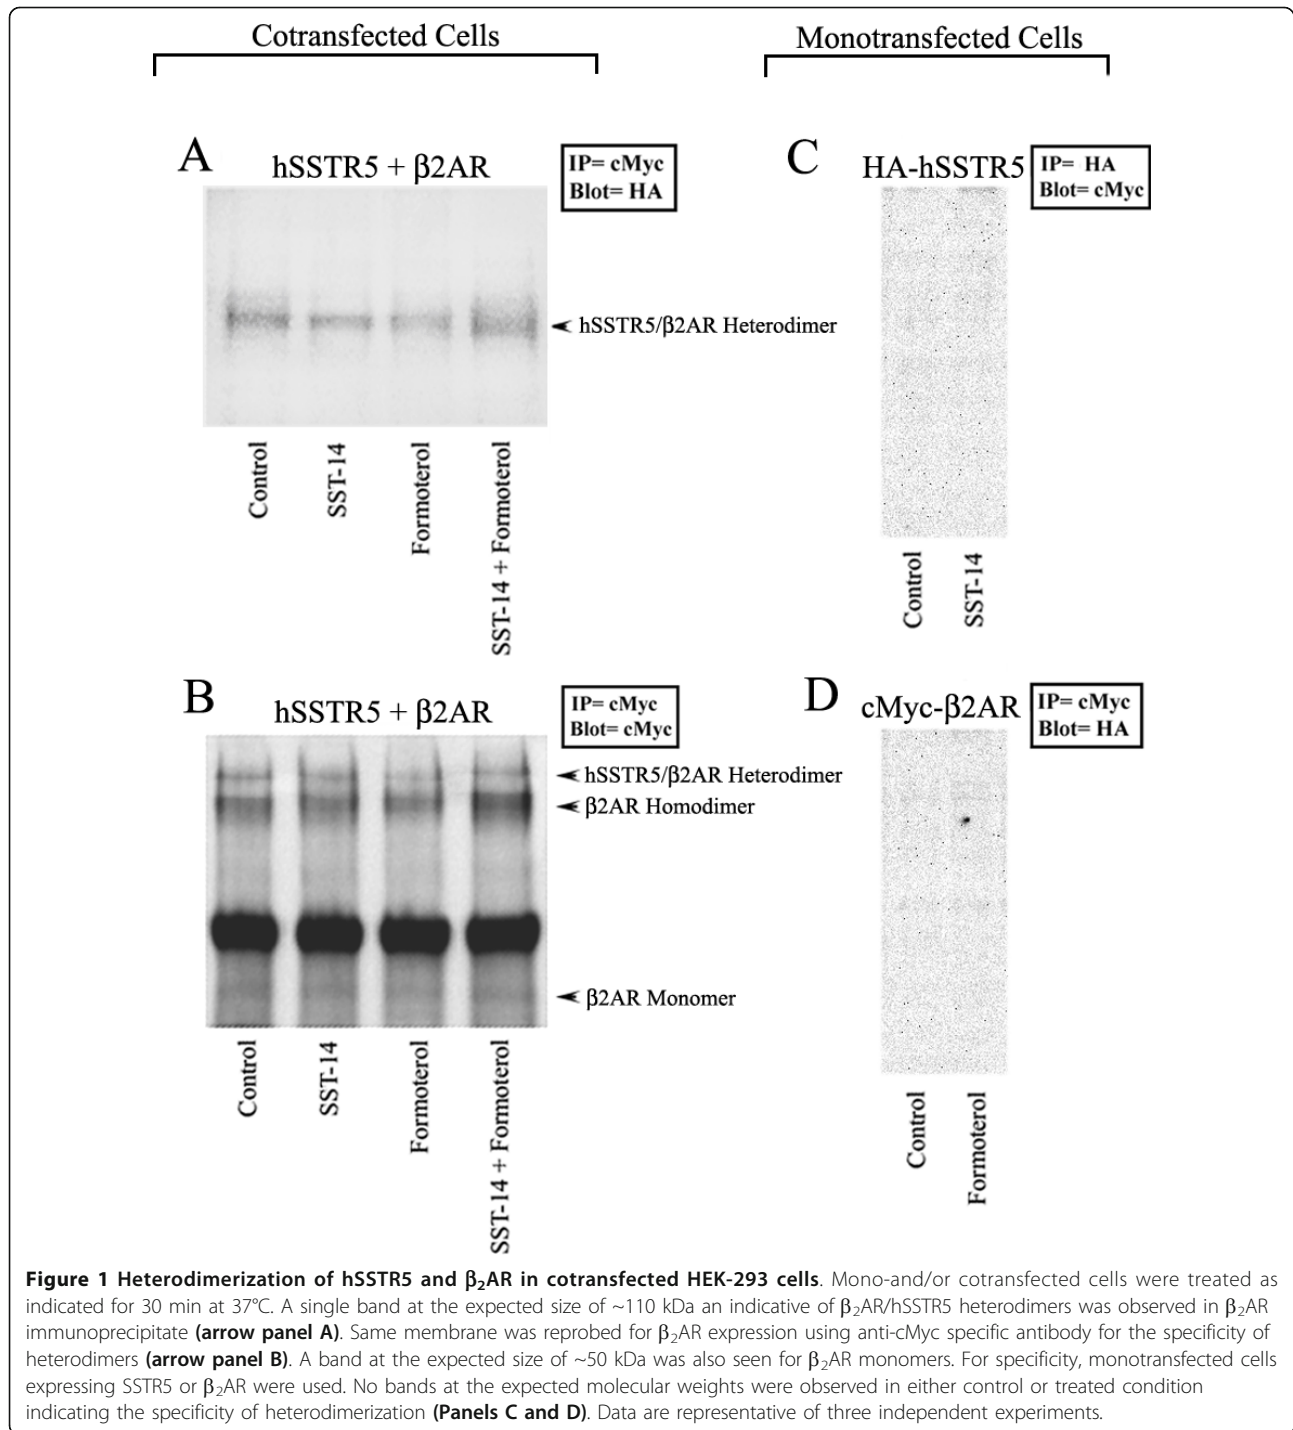 Cotransfected Cells
Monotransfected Cells
A
hSSTR5 + β2AR
IP= cMyc
Blot= HA
hSSTR5/β2AR Heterodimer
Control
SST-14
Formoterol
SST-14 + Formoterol
C
HA-hSSTR5
IP= HA
Blot= cMyc
Control
SST-14
B
hSSTR5 + β2AR
IP= cMyc
Blot= cMyc
hSSTR5/β2AR Heterodimer
β2AR Homodimer
β2AR Monomer
Control
SST-14
Formoterol
SST-14 + Formoterol
D
cMyc-β2AR
IP= cMyc
Blot= HA
Control
Formoterol
Figure 1 Heterodimerization of hSSTR5 and β₂AR in cotransfected HEK-293 cells. Mono-and/or cotransfected cells were treated as
indicated for 30 min at 37°C. A single band at the expected size of ~110 kDa an indicative of β₂AR/hSSTR5 heterodimers was observed in β₂AR
immunoprecipitate (arrow panel A). Same membrane was reprobed for β₂AR expression using anti-cMyc specific antibody for the specificity of
heterodimers (arrow panel B). A band at the expected size of ~50 kDa was also seen for β₂AR monomers. For specificity, monotransfected cells
expressing SSTR5 or β₂AR were used. No bands at the expected molecular weights were observed in either control or treated condition
indicating the specificity of heterodimerization (Panels C and D). Data are representative of three independent experiments.